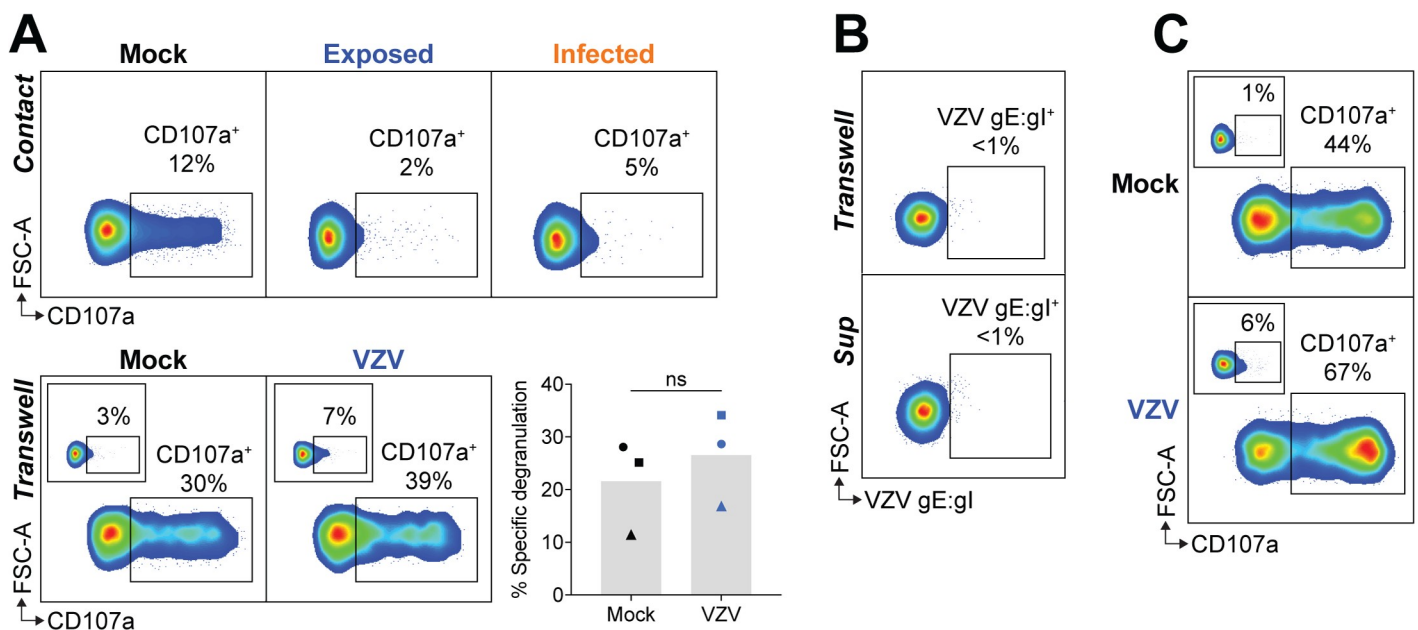 A
Mock Exposed Infected
Contact
CD107a⁺
12%
CD107a⁺
2%
CD107a⁺
5%
FSC-A
CD107a
Mock VZV
Transwell
3%
CD107a⁺
30%
7%
CD107a⁺
39%
FSC-A
CD107a
% Specific degranulation
40
30
20
10
0
ns
Mock VZV
B
Transwell
VZV gE:gI⁺
<1%
Sup
VZV gE:gI⁺
<1%
FSC-A
VZV gE:gI
C
Mock
1%
CD107a⁺
44%
VZV
6%
CD107a⁺
67%
FSC-A
CD107a